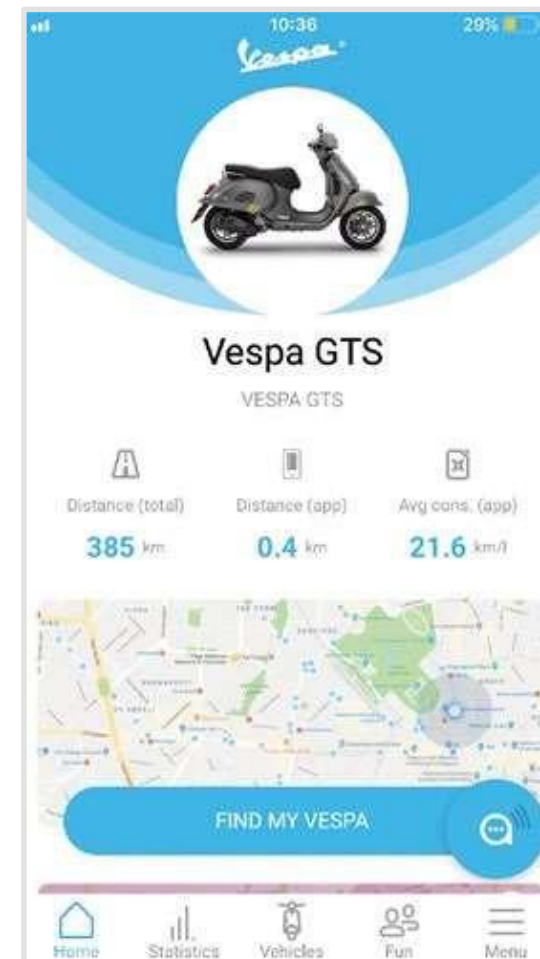 10:36
29%
Vespa
Vespa GTS
VESPA GTS
Distance (total)
Distance (app)
Avg cons. (app)
385 km
0.4 km
21.6 km/l
FIND MY VESPA
Home
Statistics
Vehicles
Fun
Menu